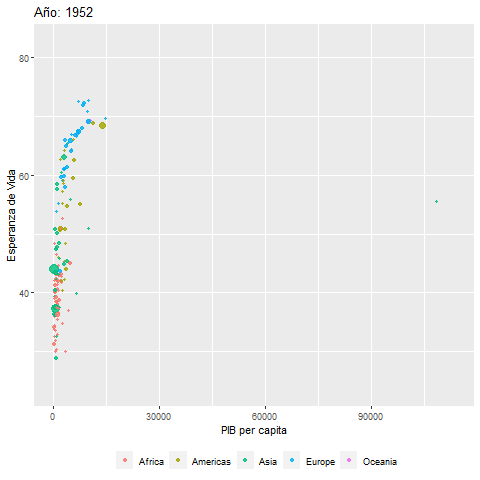 Año: 1952
80
60
40
Esperanza de Vida
0
30000
60000
90000
PIB per capita
Africa
Americas
Asia
Europe
Oceania